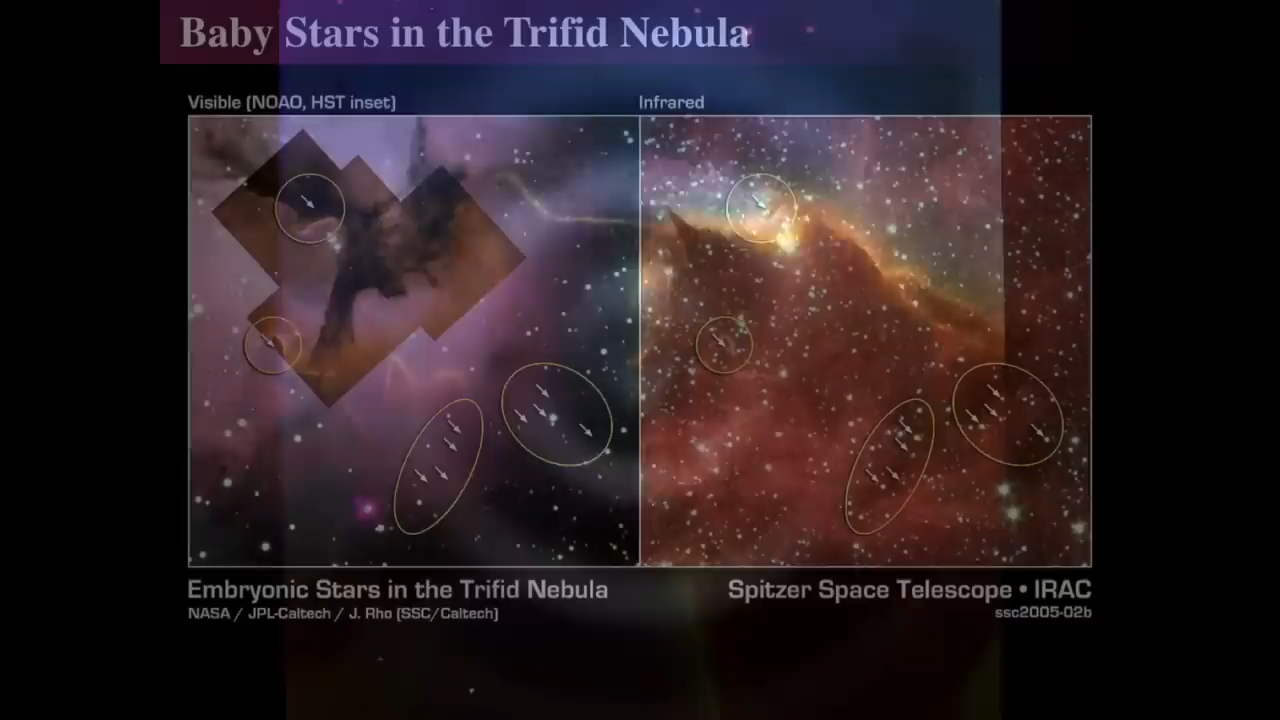 Baby Stars in the Trifid Nebula
Visible (NOAO, HST inset)
Infrared
Embryonic Stars in the Trifid Nebula
NASA / JPL-Caltech / J. Rho (SSC/Caltech)
Spitzer Space Telescope • IRAC
ssc2005-02b